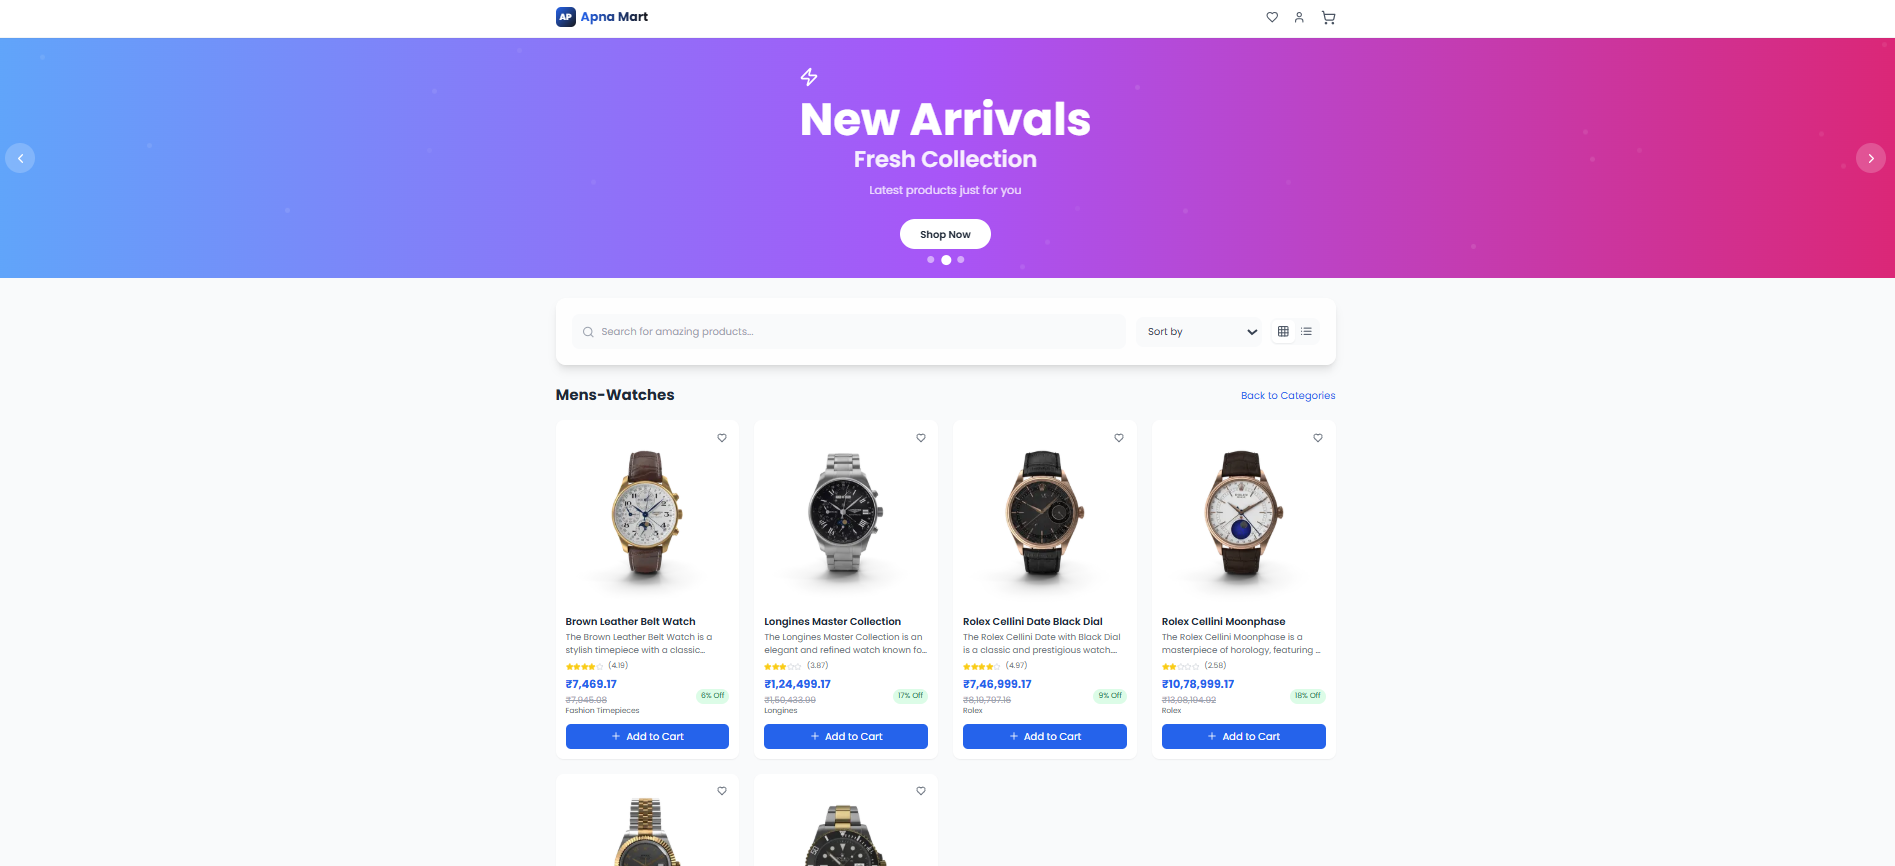 AP Apna Mart
New Arrivals
Fresh Collection
Latest products just for you
Shop Now
Search for amazing products...
Sort by
Mens-Watches
Back to Categories
Brown Leather Belt Watch
The Brown Leather Belt Watch is a
stylish timepiece with a classic...
(4.19)
₹7,469.17
₹7,945.08
6% Off
Fashion Timepieces
+ Add to Cart
Longines Master Collection
The Longines Master Collection is an
elegant and refined watch known fo...
(3.87)
₹1,24,499.17
₹1,50,433.09
17% Off
Longines
+ Add to Cart
Rolex Cellini Date Black Dial
The Rolex Cellini Date with Black Dial
is a classic and prestigious watch....
(4.97)
₹7,46,999.17
₹8,19,707.16
9% Off
Rolex
+ Add to Cart
Rolex Cellini Moonphase
The Rolex Cellini Moonphase is a
masterpiece of horology, featuring ...
(2.58)
₹10,78,999.17
₹13,08,194.92
18% Off
Rolex
+ Add to Cart